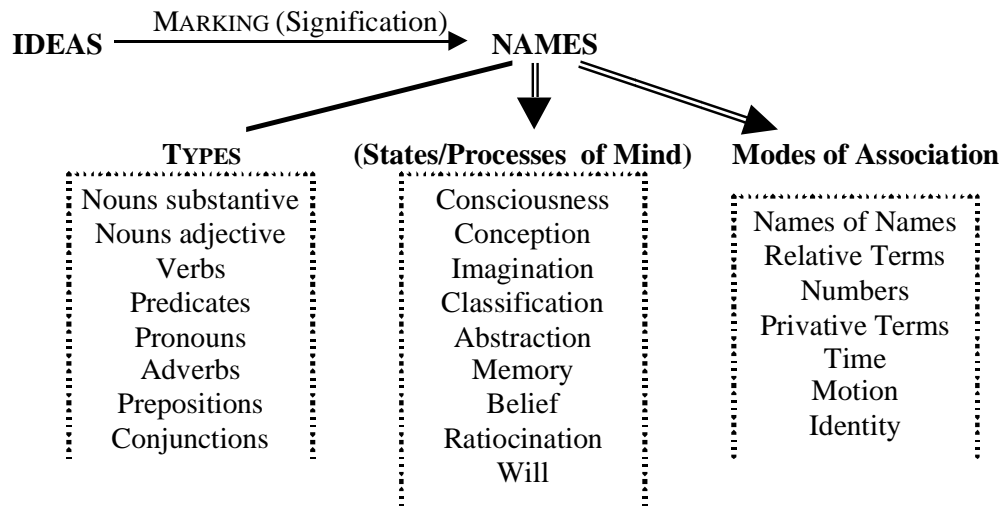 MARKING (Signification)
IDEAS NAMES
TYPES
Nouns substantive
Nouns adjective
Verbs
Predicates
Pronouns
Adverbs
Prepositions
Conjunctions
(States/Processes of Mind)
Consciousness
Conception
Imagination
Classification
Abstraction
Memory
Belief
Ratiocination
Will
Modes of Association
Names of Names
Relative Terms
Numbers
Privative Terms
Time
Motion
Identity